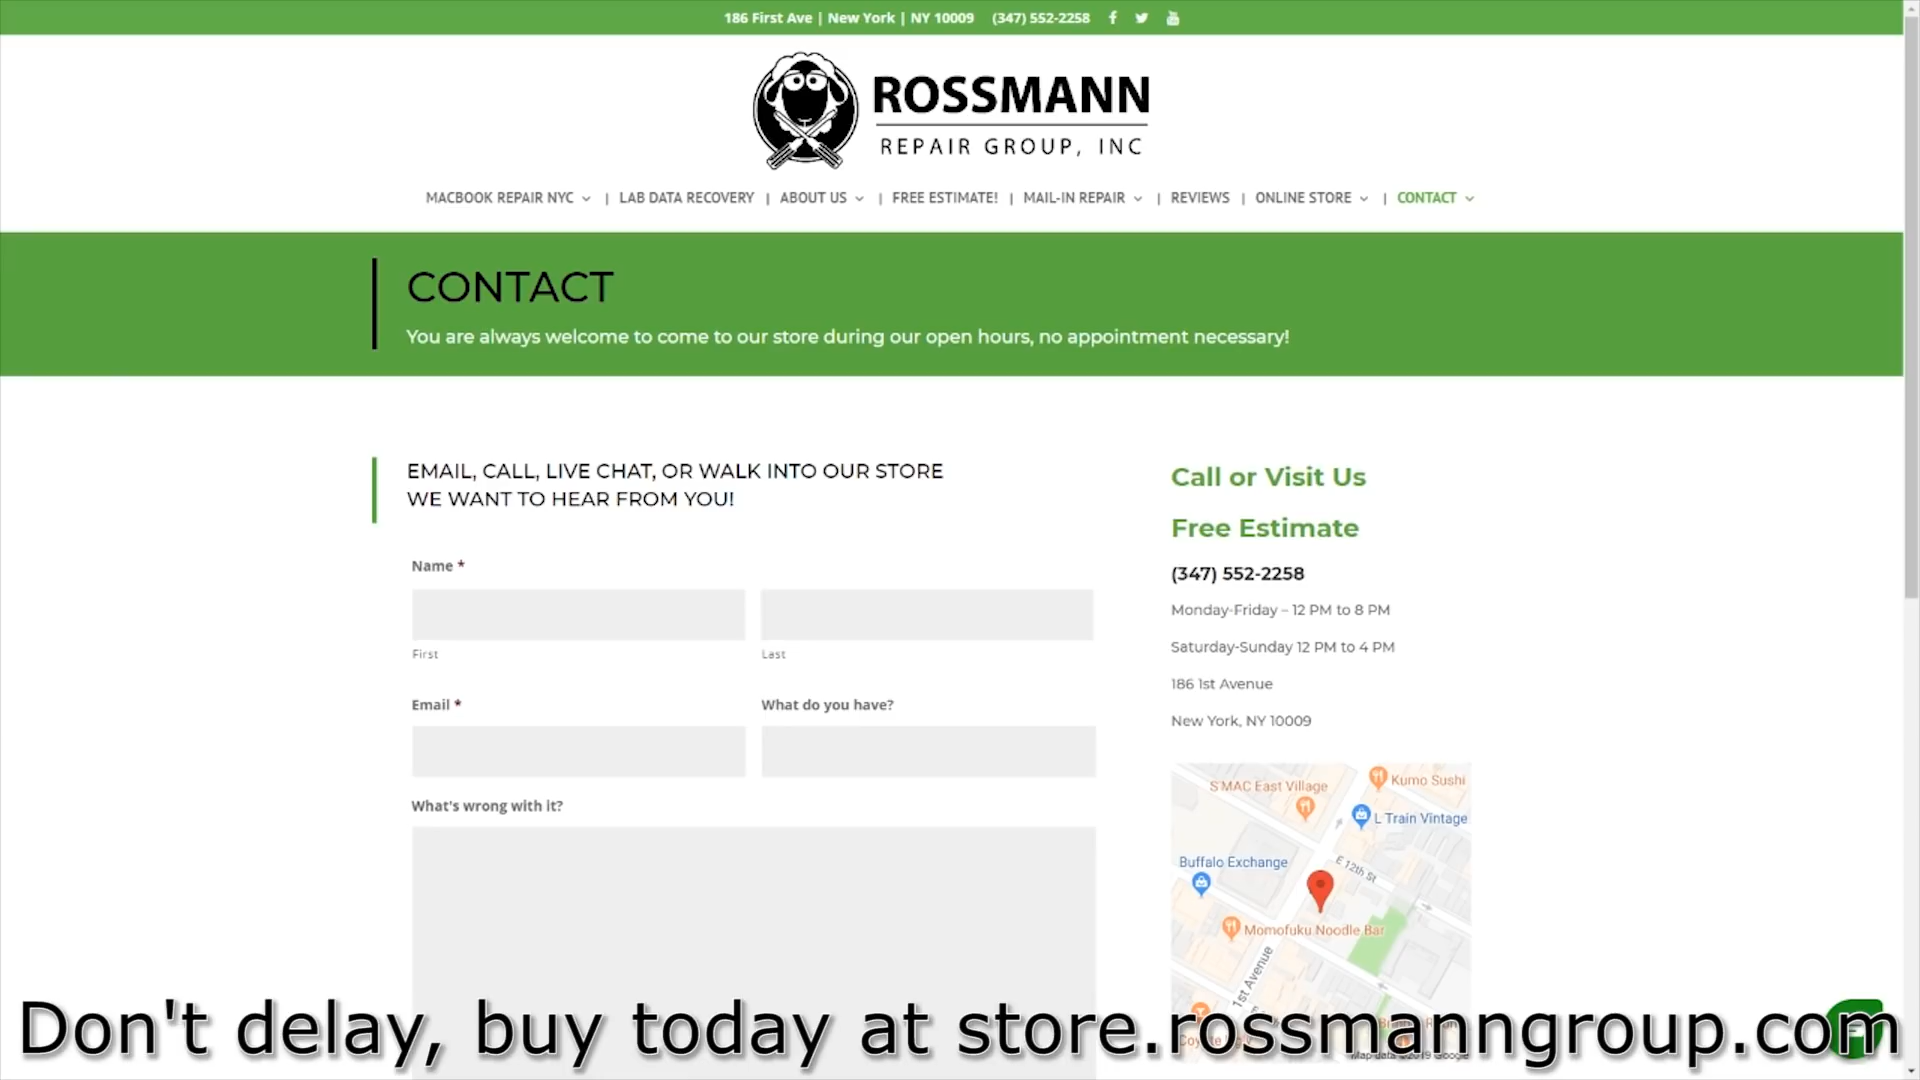 186 First Ave | New York | NY 10009 (347) 552-2258
ROSSMANN
REPAIR GROUP, INC
MACBOOK REPAIR NYC | LAB DATA RECOVERY | ABOUT US | FREE ESTIMATE! | MAIL-IN REPAIR | REVIEWS | ONLINE STORE | CONTACT
CONTACT
You are always welcome to come to our store during our open hours, no appointment necessary!
EMAIL, CALL, LIVE CHAT, OR WALK INTO OUR STORE
WE WANT TO HEAR FROM YOU!
Name *
First
Last
Email *
What do you have?
What's wrong with it?
Call or Visit Us
Free Estimate
(347) 552-2258
Monday-Friday – 12 PM to 8 PM
Saturday-Sunday 12 PM to 4 PM
186 1st Avenue
New York, NY 10009
S'MAC East Village
Kumo Sushi
L Train Vintage
Buffalo Exchange
E 12th St
Momofuku Noodle Bar
1st Avenue
Map data ©2019 Google
Don't delay, buy today at store.rossmanngroup.com